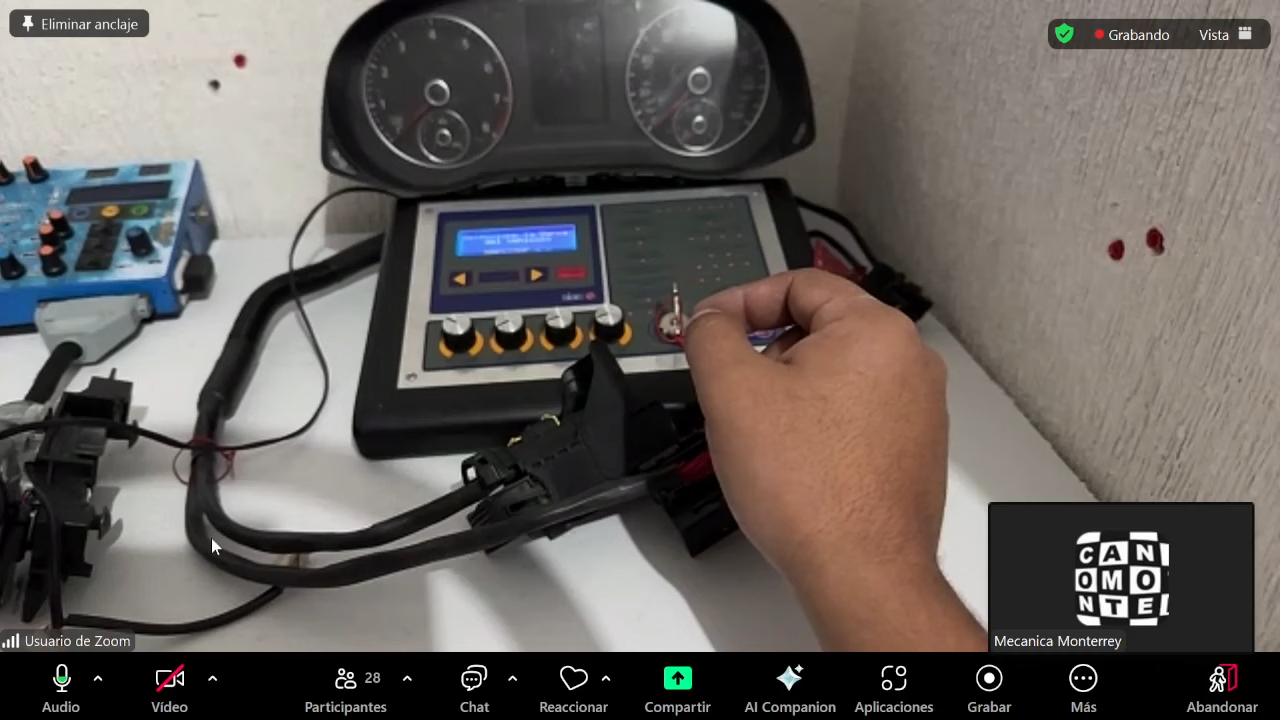 Eliminar anclaje
Grabando
Vista
CAN
OMO
NTE
Usuario de Zoom
Mecanica Monterrey
28
Audio
Vídeo
Participantes
Chat
Reaccionar
Compartir
AI Companion
Aplicaciones
Grabar
Más
Abandonar